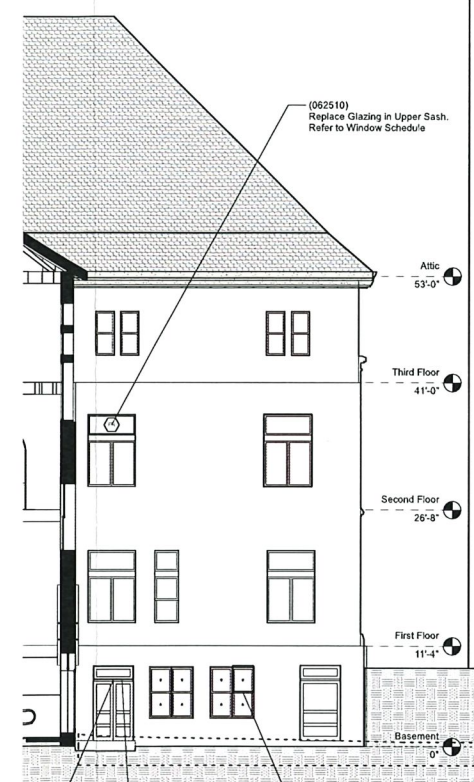 (062510)
Replace Glazing in Upper Sash.
Refer to Window Schedule
Attic
53'-0"
Third Floor
41'-0"
Second Floor
26'-8"
First Floor
11'-4"
Basement
0"